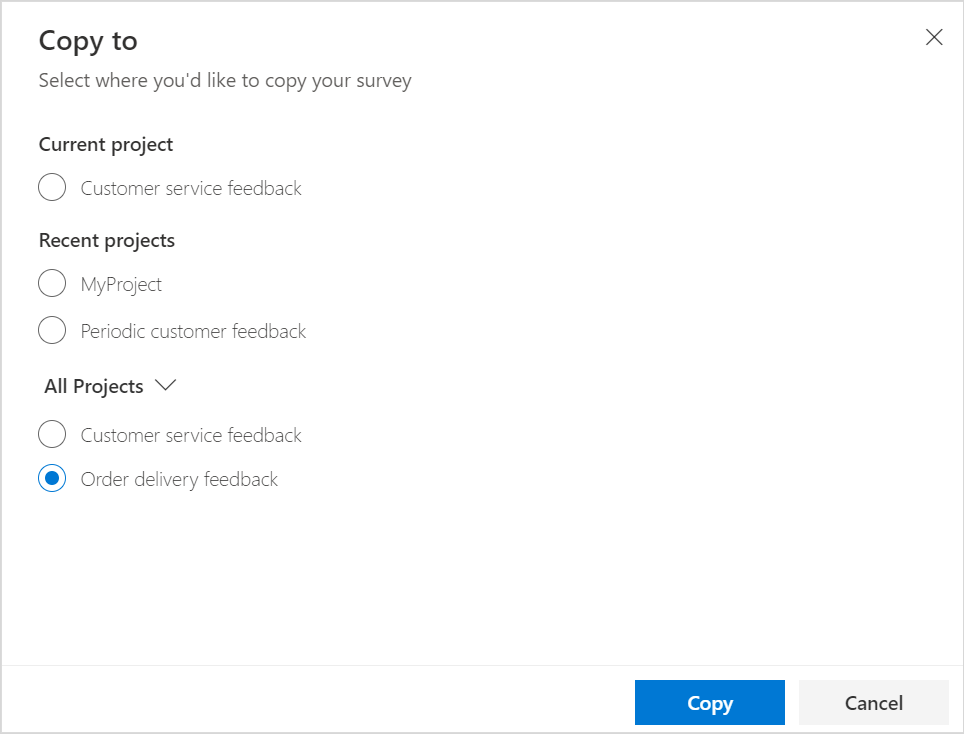 Copy to
Select where you'd like to copy your survey
Current project
Customer service feedback
Recent projects
MyProject
Periodic customer feedback
All Projects
Customer service feedback
Order delivery feedback
Copy
Cancel